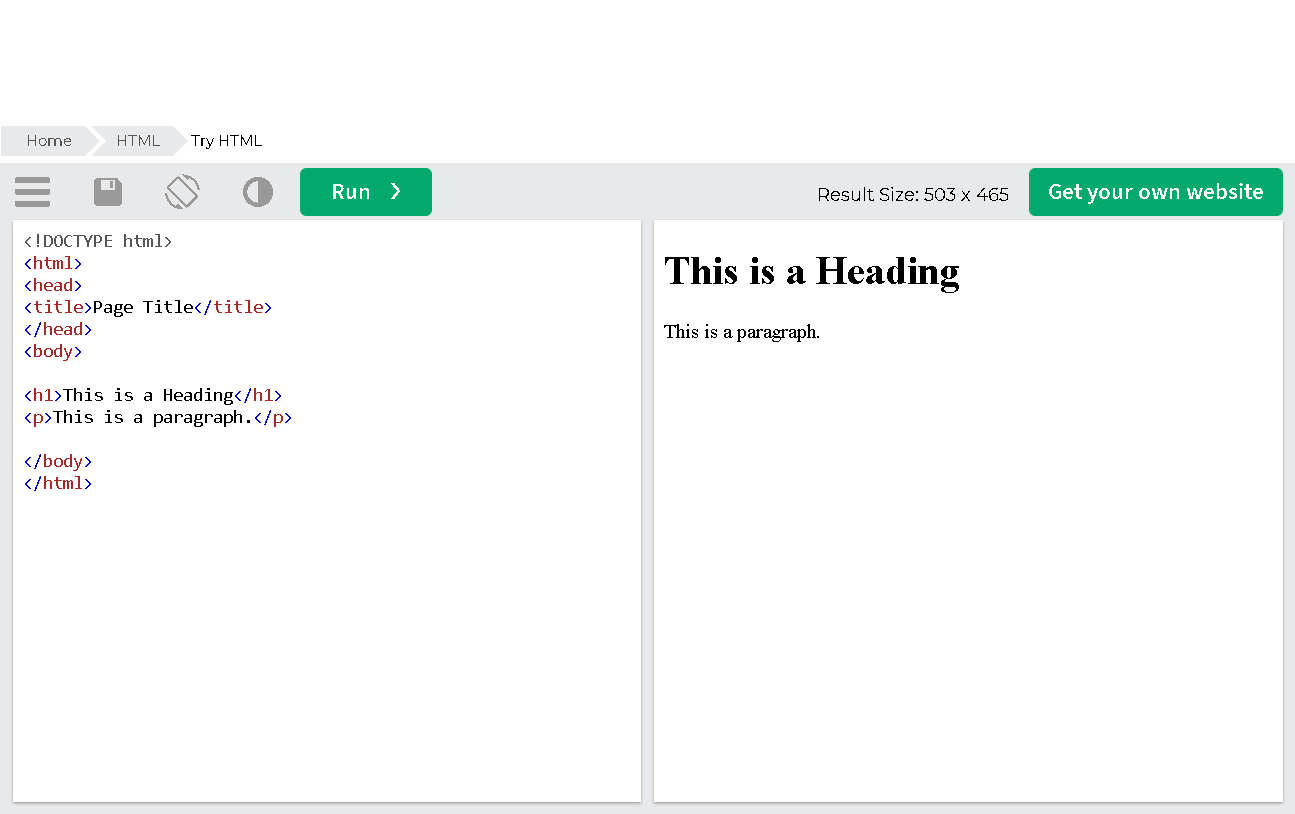 Home HTML Try HTML
Run Result Size: 503 x 465 Get your own website
<!DOCTYPE html>
<html>
<head>
<title>Page Title</title>
</head>
<body>
<h1>This is a Heading</h1>
<p>This is a paragraph.</p>
</body>
</html>
This is a Heading
This is a paragraph.